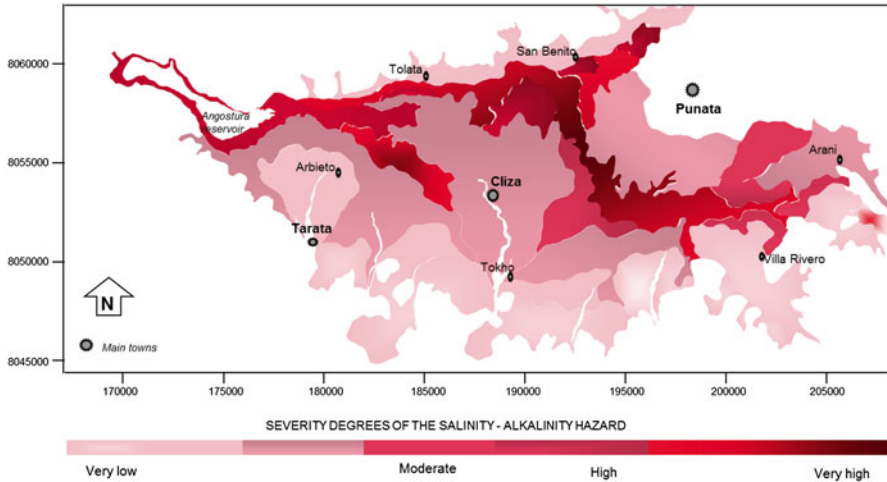 8060000
8055000
8050000
8045000
San Benito
Tolata
Punata
Angostura
reservoir
Arani
Arbieto
Cliza
Tarata
Villa Rivero
Tokho
N
Main towns
170000 175000 180000 185000 190000 195000 200000 205000
SEVERITY DEGREES OF THE SALINITY - ALKALINITY HAZARD
Very low Moderate High Very high